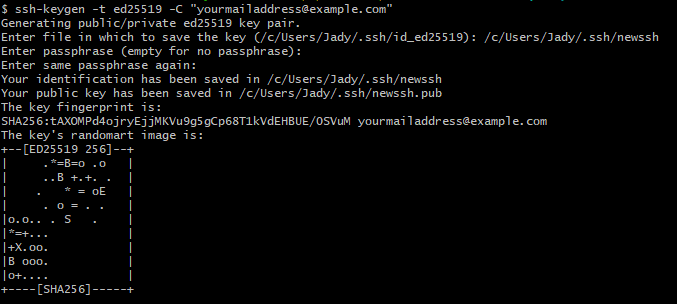 $ ssh-keygen -t ed25519 -C "yourmailaddress@example.com"
Generating public/private ed25519 key pair.
Enter file in which to save the key (/c/Users/Jady/.ssh/id_ed25519): /c/Users/Jady/.ssh/newssh
Enter passphrase (empty for no passphrase):
Enter same passphrase again:
Your identification has been saved in /c/Users/Jady/.ssh/newssh
Your public key has been saved in /c/Users/Jady/.ssh/newssh.pub
The key fingerprint is:
SHA256:tAXOMPd4ojryEjjMKVu9g5gCp68T1kVdEHBUE/OSVuM yourmailaddress@example.com
The key's randomart image is:
+--[ED25519 256]--+
|     .*=B=o .o   |
|     ..B +.+. .  |
|    .   * = oE   |
|     . o = . .   |
|o.o.. . S   .    |
|*=+...           |
|+X.oo.           |
|B ooo.           |
|o+....           |
+----[SHA256]-----+